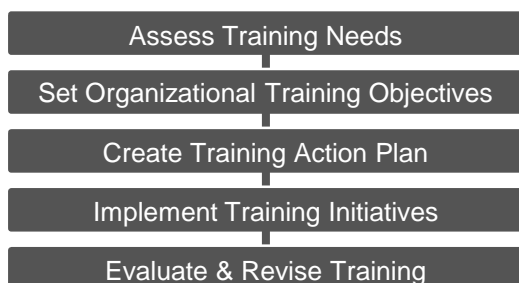 Assess Training Needs
Set Organizational Training Objectives
Create Training Action Plan
Implement Training Initiatives
Evaluate & Revise Training